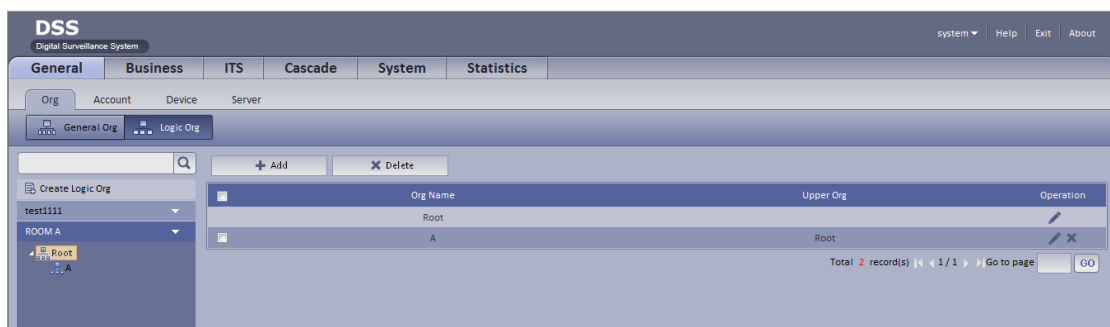 DSS
Digital Surveillance System
system Help Exit About
General Business ITS Cascade System Statistics
Org Account Device Server
General Org Logic Org
Add Delete
Create Logic Org
Org Name Upper Org Operation
test1111
Root
ROOM A
A Root
Root
A
Total 2 record(s) 1 / 1 Go to page GO